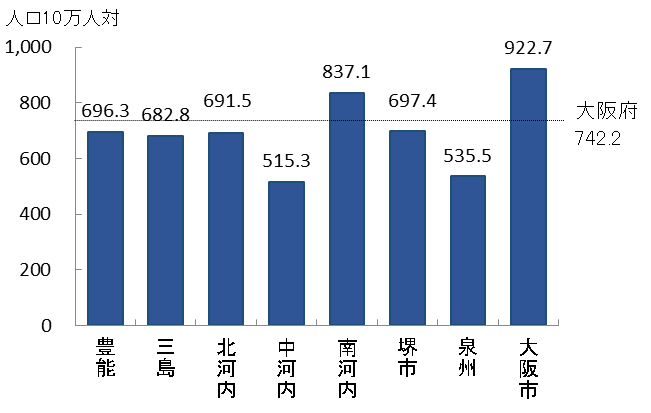 人口10万人対
1,000
800
600
400
200
0
696.3
682.8
691.5
515.3
837.1
697.4
535.5
922.7
大阪府
742.2
豊能
三島
北河内
中河内
南河内
堺市
泉州
大阪市